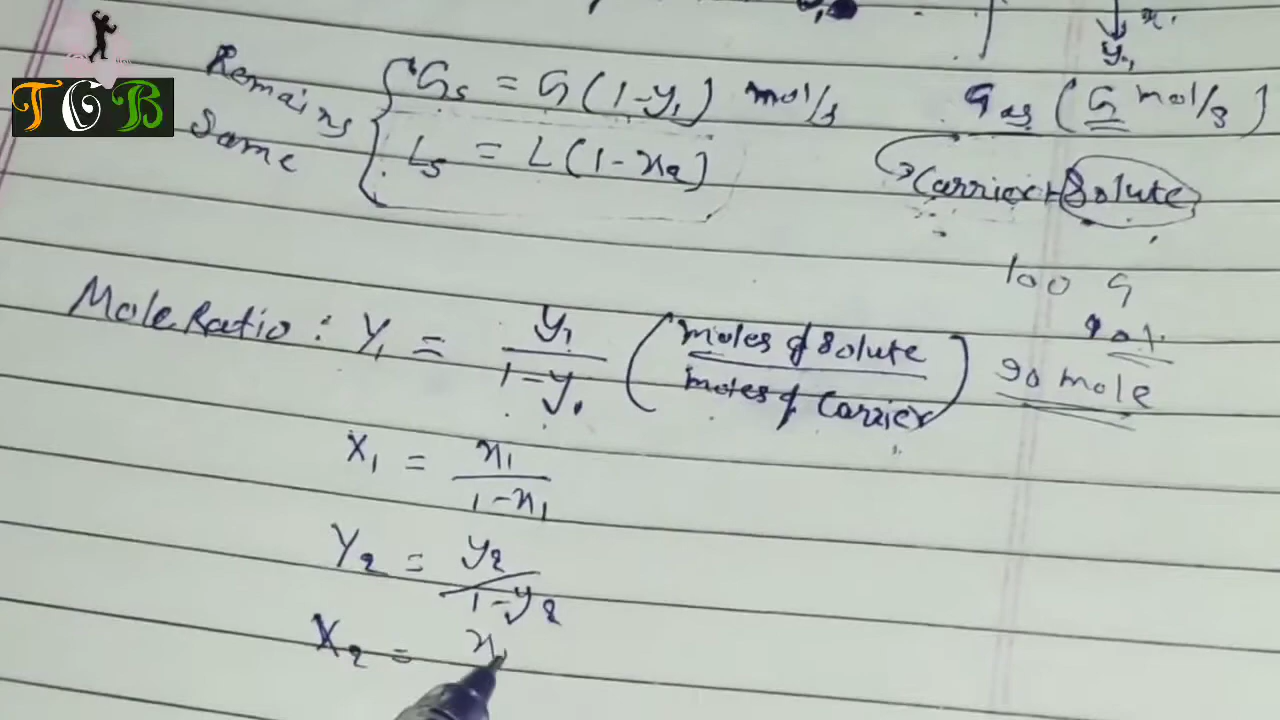 x₁
y₁,
TGB
Remains Same
Gs = G(1-y₁) mol/s
Ls = L(1-x₂)
Gas (G mol/s)
Carrier + Solute
100 G
90%
90 mole
Mole Ratio : Y₁ = y₁ / 1-y₁ (moles of Solute / moles of Carrier)
X₁ = x₁ / 1-x₁
Y₂ = y₂ / 1-y₂
X₂ = x